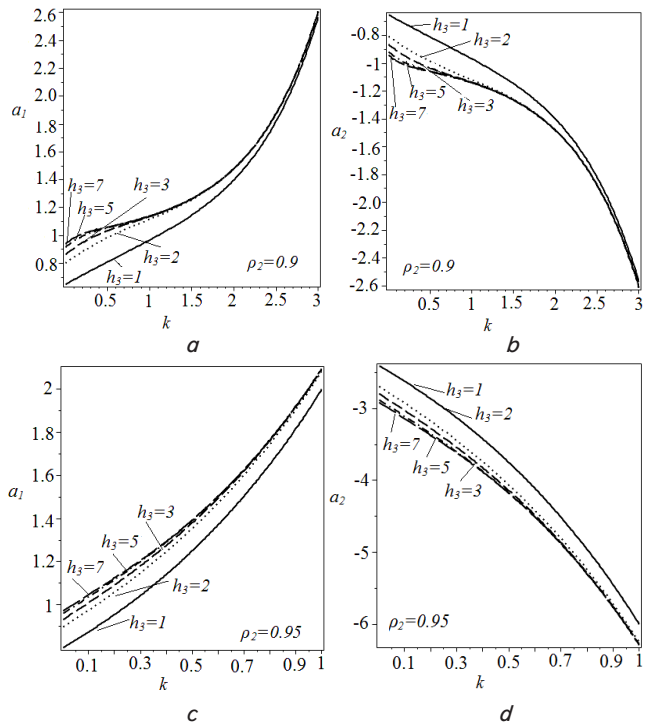 2.6
2.4
2.2
2
a₁
1.8
1.6
1.4
1.2
h₃=7
h₃=3
h₃=5
1
h₃=2
0.8
h₃=1
ρ₂=0.9
0.5 1 1.5 2 2.5 3
k
a
h₃=1
-0.8
h₃=2
-1
h₃=5
h₃=3
h₃=7
-1.2
a₂
-1.4
-1.6
-1.8
-2
-2.2
-2.4
ρ₂=0.9
-2.6
0.5 1 1.5 2 2.5 3
k
b
2
1.8
a₁
1.6
1.4
h₃=3
h₃=5
1.2
h₃=7
h₃=2
1
h₃=1
ρ₂=0.95
0.1 0.3 0.5 0.7 0.9 1
k
c
h₃=1
-3
h₃=2
h₃=7
h₃=5
-4
h₃=3
a₂
-5
-6
ρ₂=0.95
0.1 0.3 0.5 0.7 0.9 1
k
d